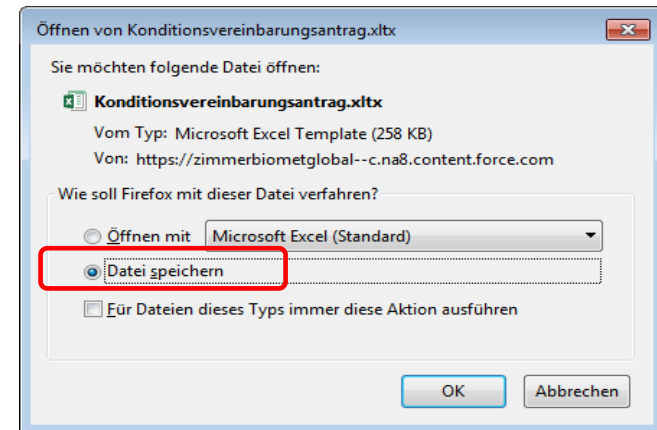 Öffnen von Konditionsvereinbarungsantrag.xltx
Sie möchten folgende Datei öffnen:
Konditionsvereinbarungsantrag.xltx
Vom Typ: Microsoft Excel Template (258 KB)
Von: https://zimmerbiometglobal--c.na8.content.force.com
Wie soll Firefox mit dieser Datei verfahren?
Öffnen mit Microsoft Excel (Standard)
Datei speichern
Für Dateien dieses Typs immer diese Aktion ausführen
OK Abbrechen